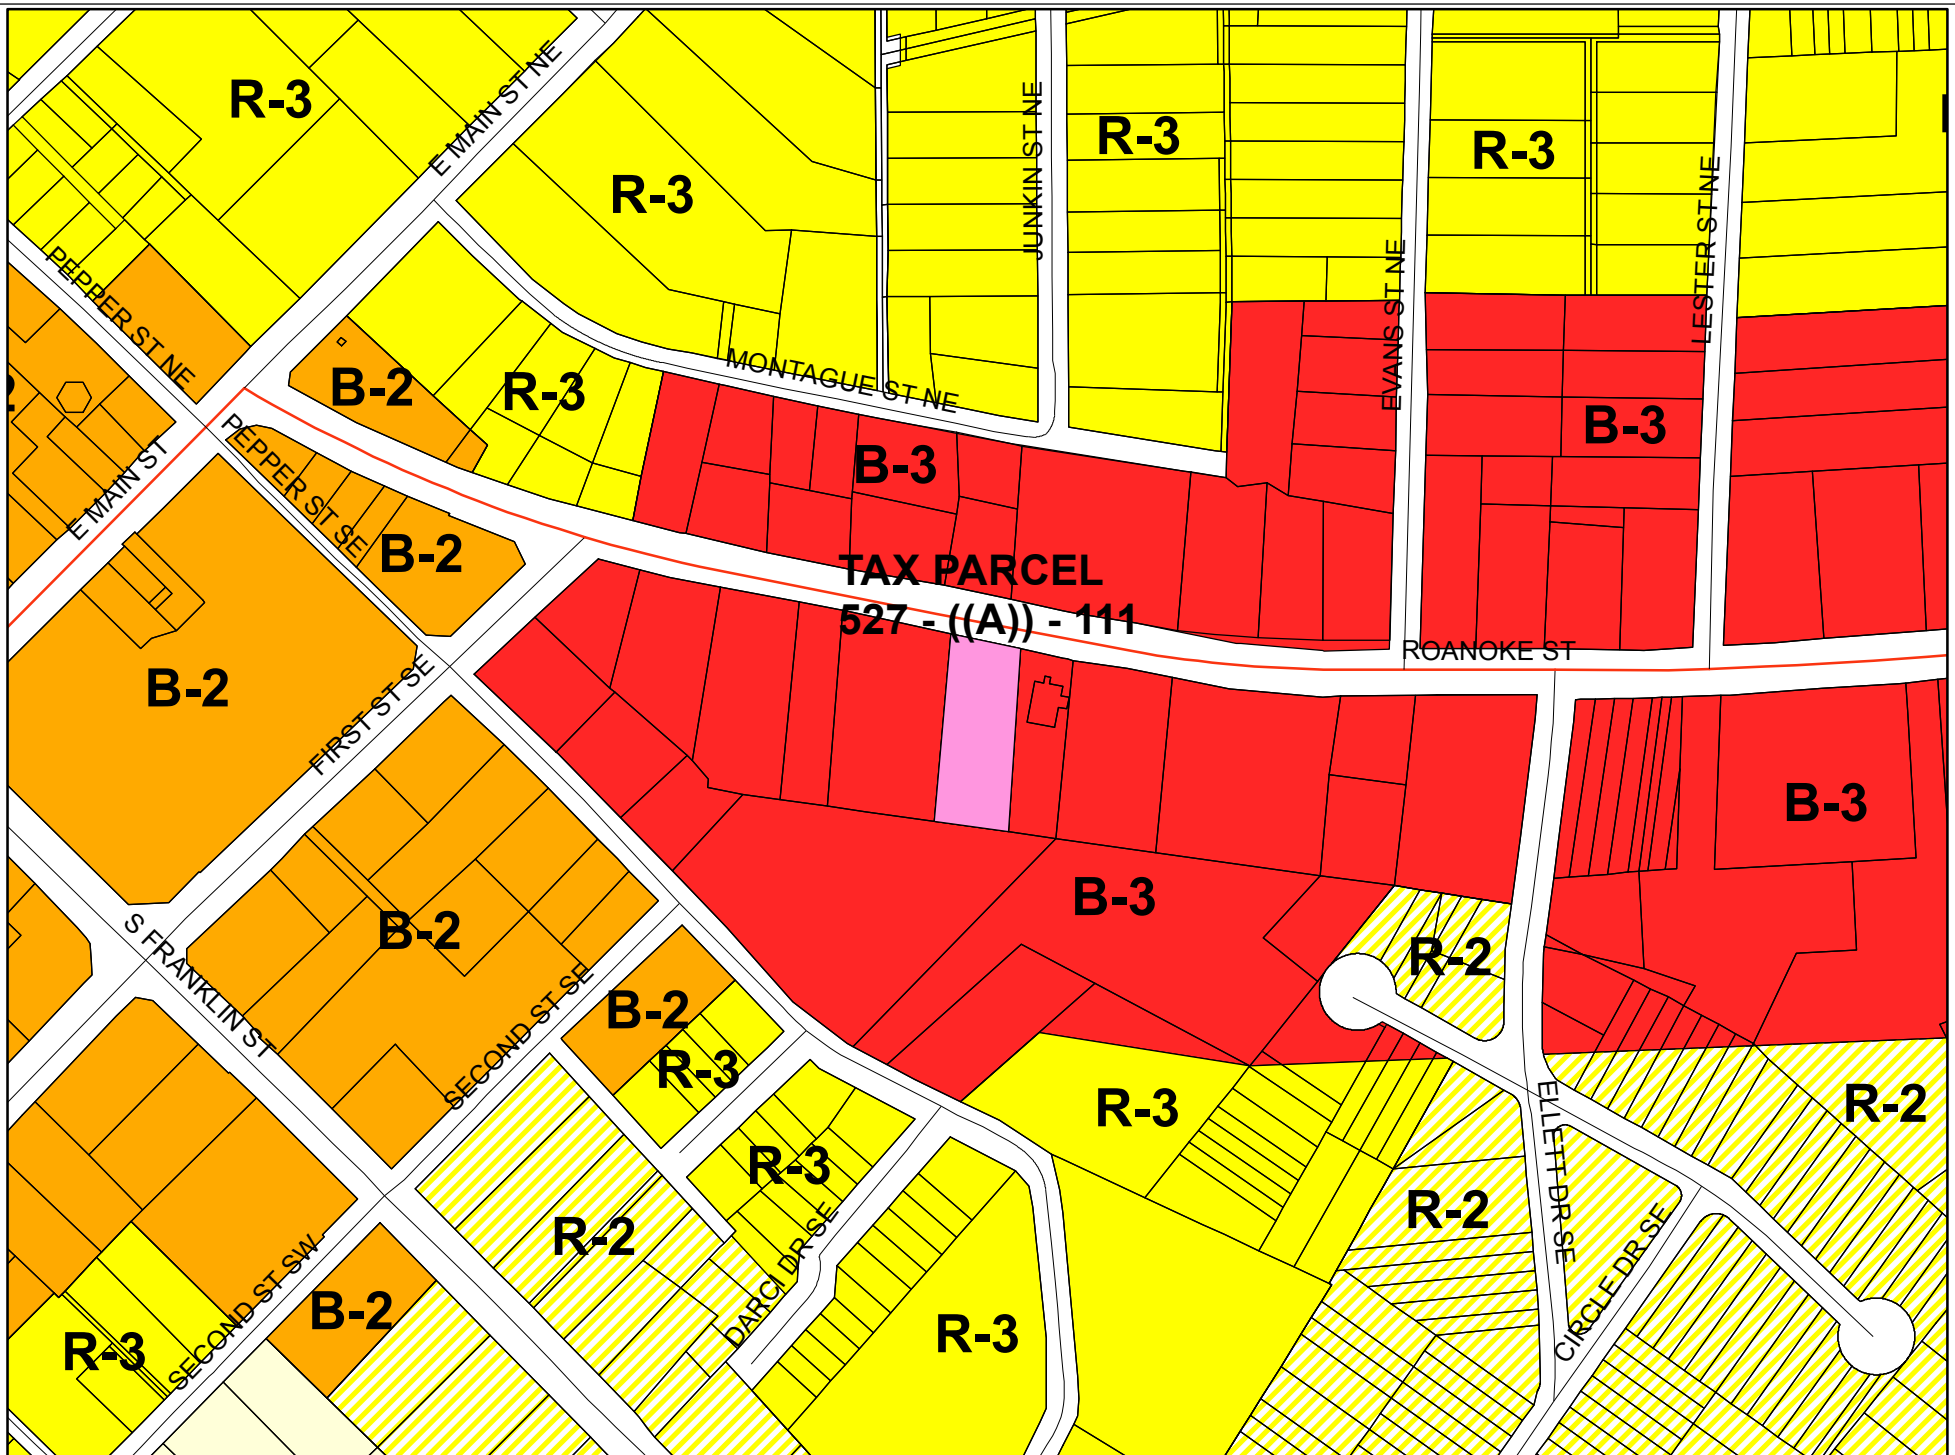 R-3
E MAIN ST NE
R-3
JUNKIN ST NE
R-3
R-3
LESTER ST NE
EVANS ST NE
PEPPER ST NE
B-2
R-3
MONTAGUE ST NE
B-3
B-3
E MAIN ST
PEPPER ST SE
B-2
TAX PARCEL
527 - ((A)) - 111
ROANOKE ST
B-2
FIRST ST SE
B-3
B-3
S FRANKLIN ST
B-2
R-2
SECOND ST SE
B-2
R-3
R-3
R-2
ELLETT DR SE
R-3
R-2
R-2
DARCI DR SE
CIRCLE DR SE
SECOND ST SW
B-2
R-3
R-3